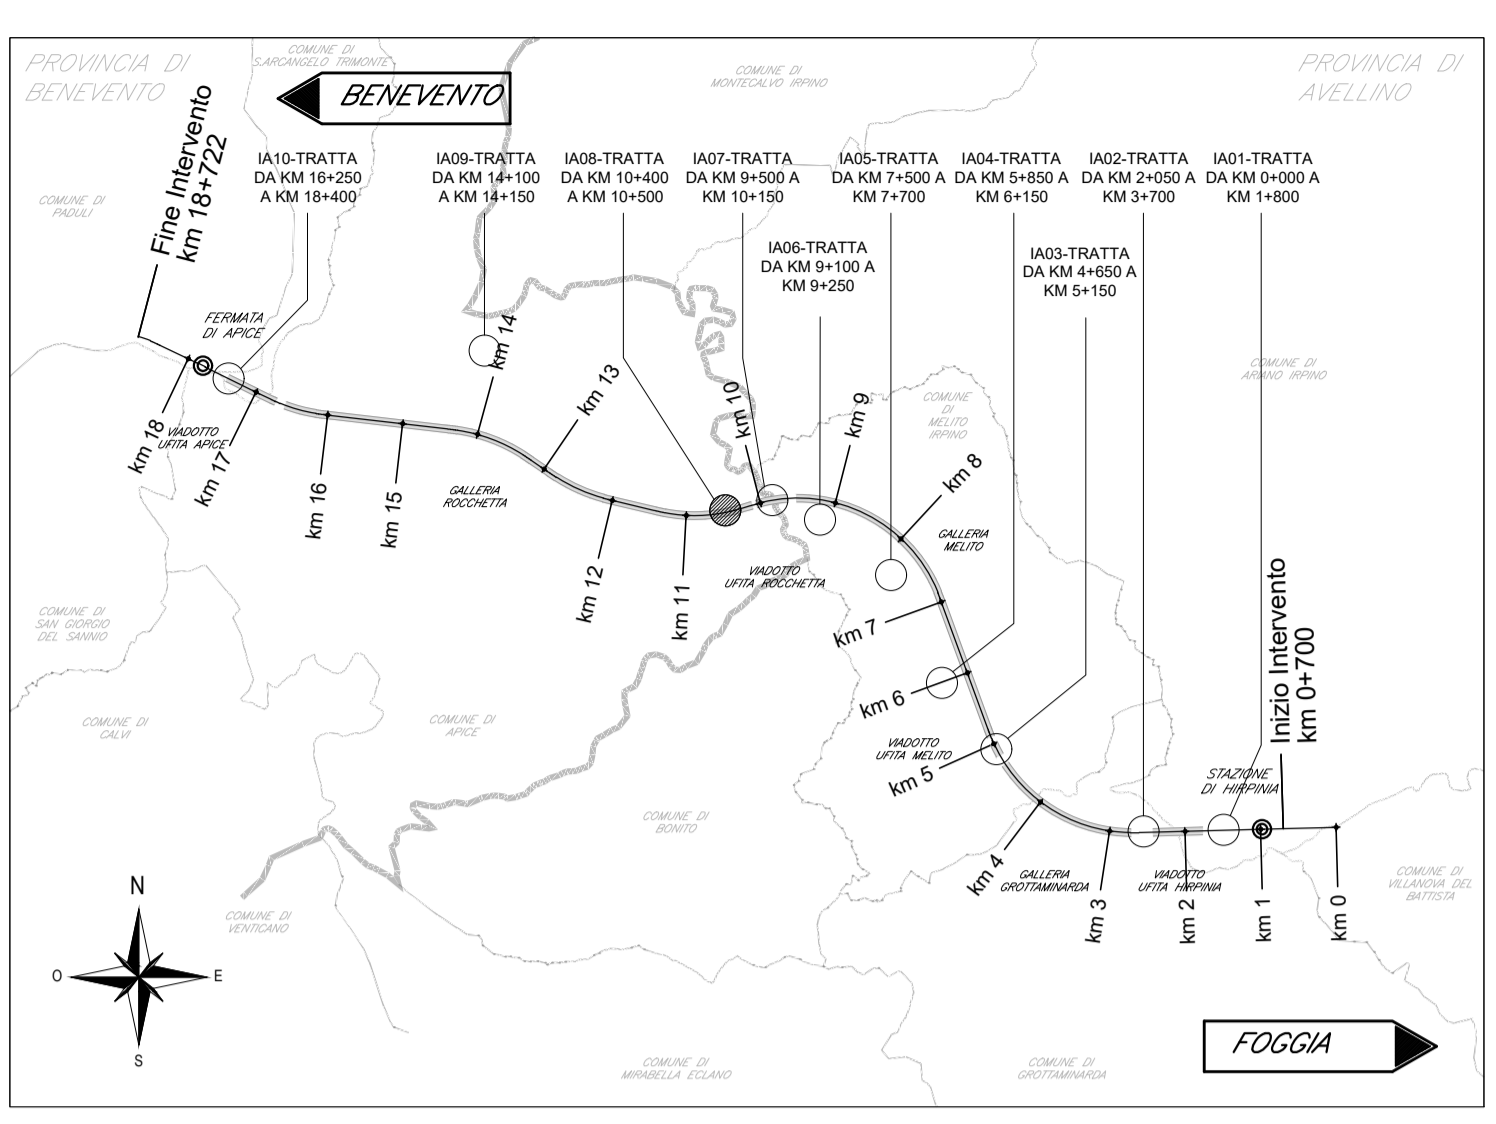 PROVINCIA DI
BENEVENTO
COMUNE DI
S.ARCANGELO TRIMONTE
BENEVENTO
COMUNE DI
MONTECALVO IRPINO
PROVINCIA DI
AVELLINO
Fine Intervento
km 18+722
IA10-TRATTA
DA KM 16+250
A KM 18+400
IA09-TRATTA
DA KM 14+100
A KM 14+150
IA08-TRATTA
DA KM 10+400
A KM 10+500
IA07-TRATTA
DA KM 9+500 A
KM 10+150
IA05-TRATTA
DA KM 7+500 A
KM 7+700
IA04-TRATTA
DA KM 5+850 A
KM 6+150
IA02-TRATTA
DA KM 2+050 A
KM 3+700
IA01-TRATTA
DA KM 0+000 A
KM 1+800
COMUNE DI
PADULI
IA06-TRATTA
DA KM 9+100 A
KM 9+250
IA03-TRATTA
DA KM 4+650 A
KM 5+150
FERMATA
DI APICE
km 14
km 13
COMUNE DI
ARIANO IRPINO
km 10
km 9
COMUNE
DI
MELITO
IRPINO
km 18
VIADOTTO
UFITA APICE
km 17
km 16
km 15
GALLERIA
ROCCHETTA
km 8
GALLERIA
MELITO
km 12
km 11
VIADOTTO
UFITA ROCCHETTA
km 7
COMUNE DI
SAN GIORGIO
DEL SANNIO
Inizio Intervento
km 0+700
km 6
COMUNE DI
CALVI
COMUNE DI
APICE
VIADOTTO
UFITA MELITO
km 5
STAZIONE
DI HIRPINIA
COMUNE DI
BONITO
km 4
GALLERIA
GROTTAMINARDA
km 3
VIADOTTO
UFITA HIRPINIA
km 2
km 1
km 0
COMUNE DI
VILLANOVA DEL
BATTISTA
N
O
E
S
COMUNE DI
VENTICANO
FOGGIA
COMUNE DI
MIRABELLA ECLANO
COMUNE DI
GROTTAMINARDA